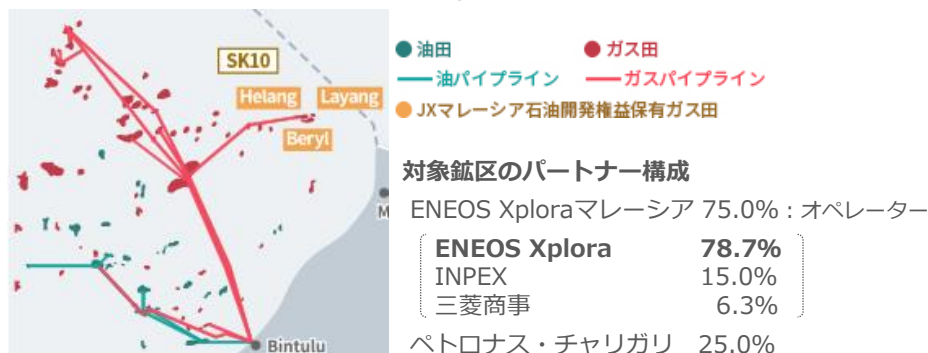 SK10
Helang
Layang
Beryl
M
Bintulu
油田
ガス田
油パイプライン
ガスパイプライン
JXマレーシア石油開発権益保有ガス田
対象鉱区のパートナー構成
ENEOS Xploraマレーシア 75.0%:オペレーター
ENEOS Xplora 78.7%
INPEX 15.0%
三菱商事 6.3%
ペトロナス・チャリガリ 25.0%